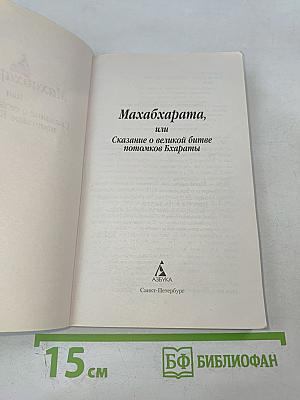 Махабхарата,
или
Сказание о великой битве
потомков Бхараты
АЗБУКА
Санкт-Петербург
15 см
БФ БИБЛИОФАН